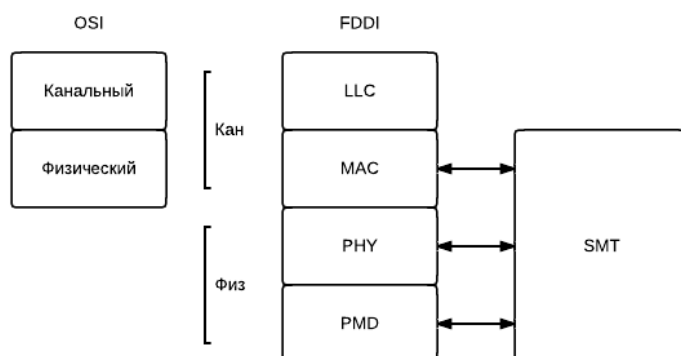 OSI
FDDI
Канальный
LLC
Кан
Физический
MAC
PHY
SMT
Физ
PMD